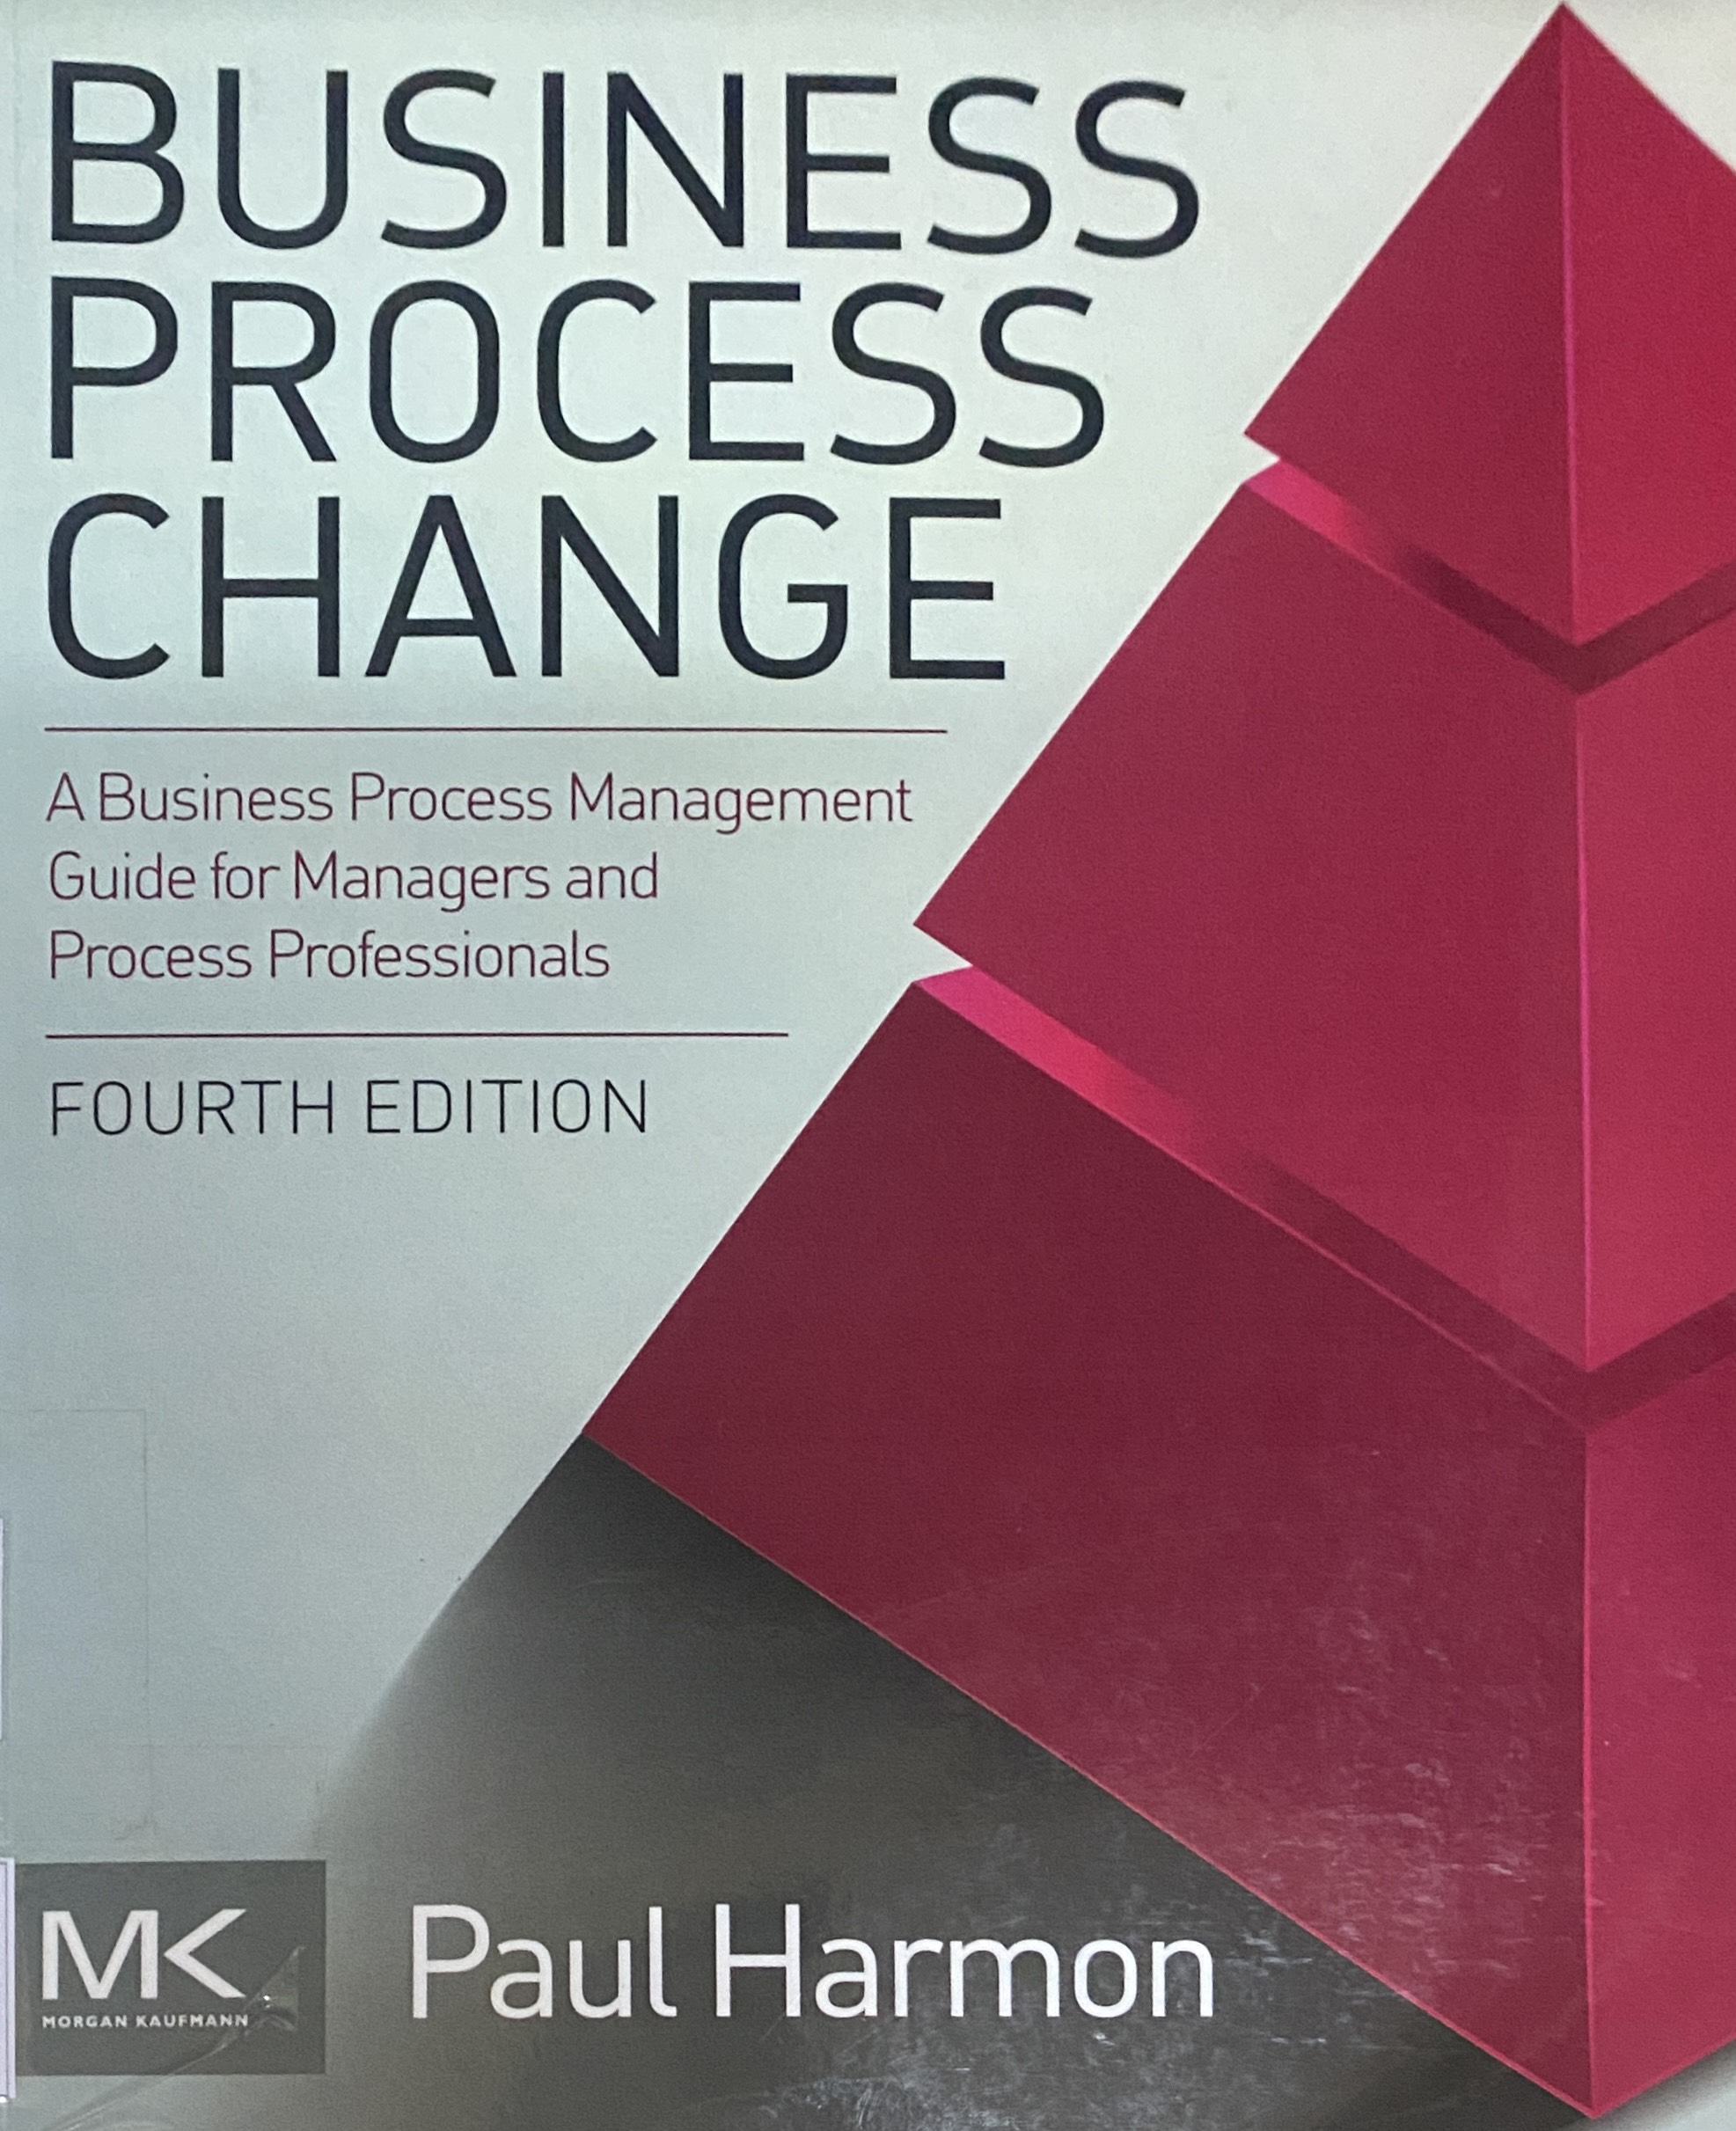 BUSINESS
PROCESS
CHANGE
A Business Process Management
Guide for Managers and
Process Professionals
FOURTH EDITION
MK
MORGAN KAUFMANN
Paul Harmon